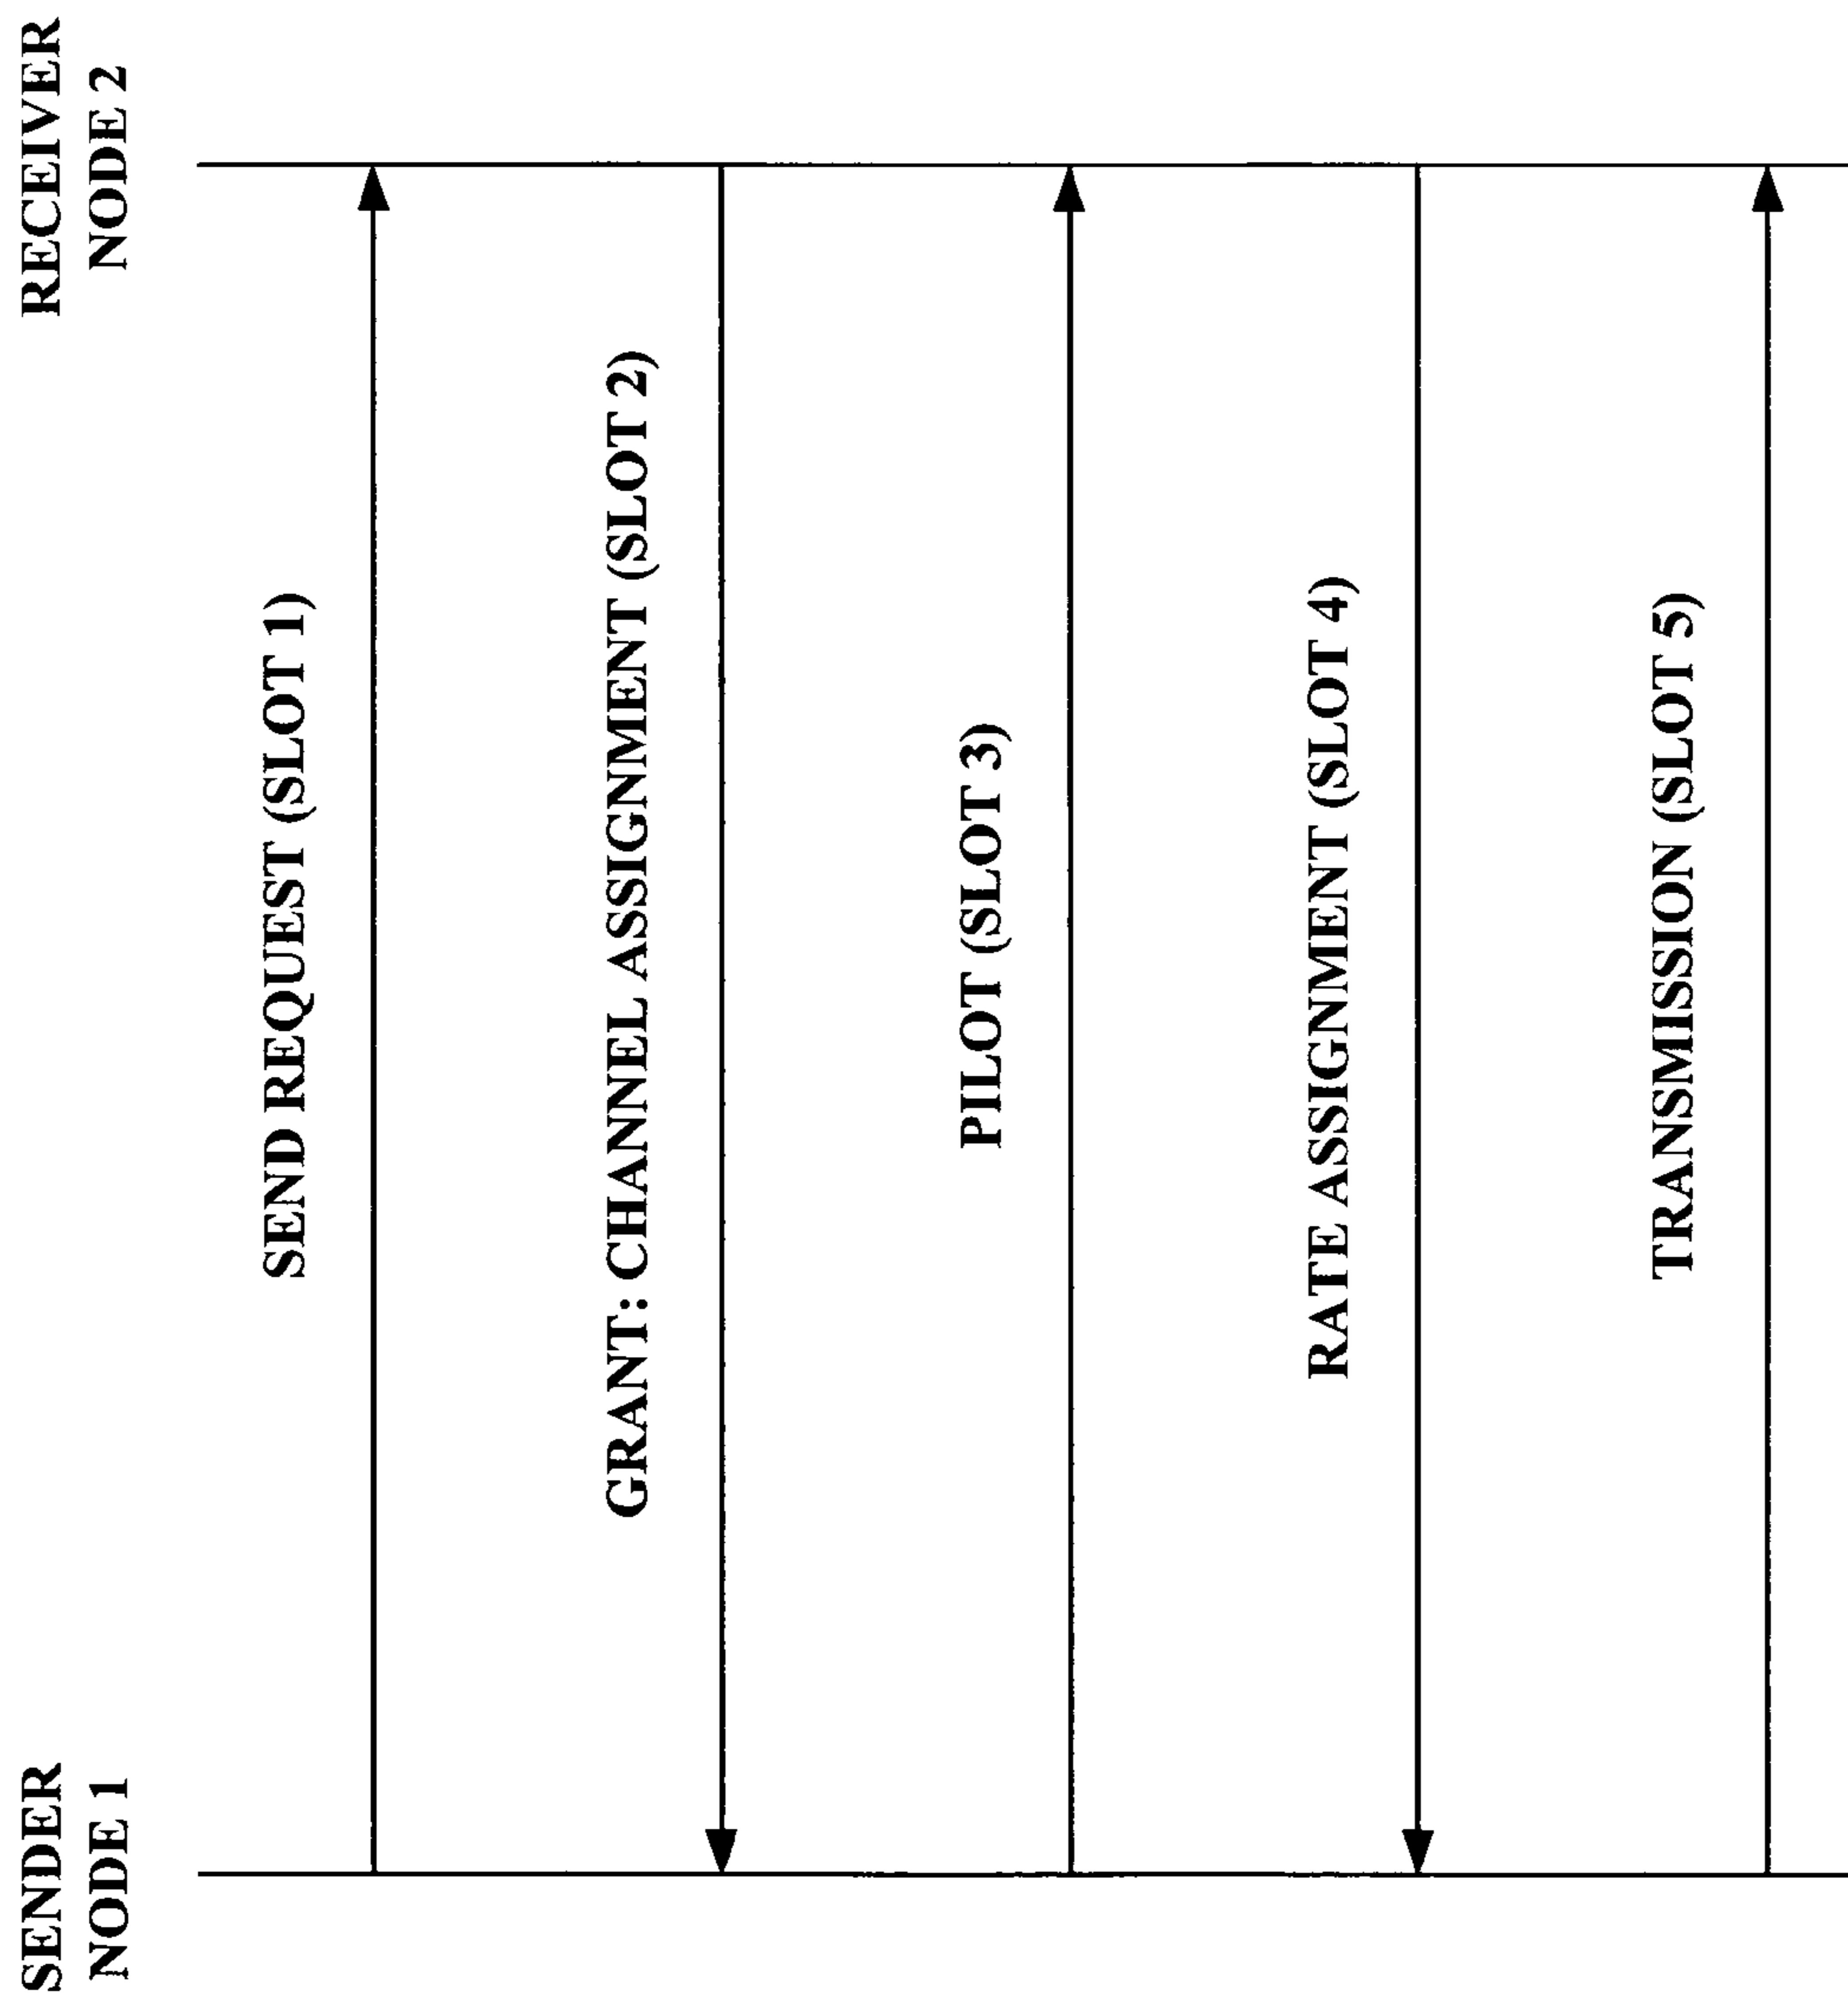 SENDER
NODE 1
RECEIVER
NODE 2
SEND REQUEST (SLOT 1)
GRANT: CHANNEL ASSIGNMENT (SLOT 2)
PILOT (SLOT 3)
RATE ASSIGNMENT (SLOT 4)
TRANSMISSION (SLOT 5)